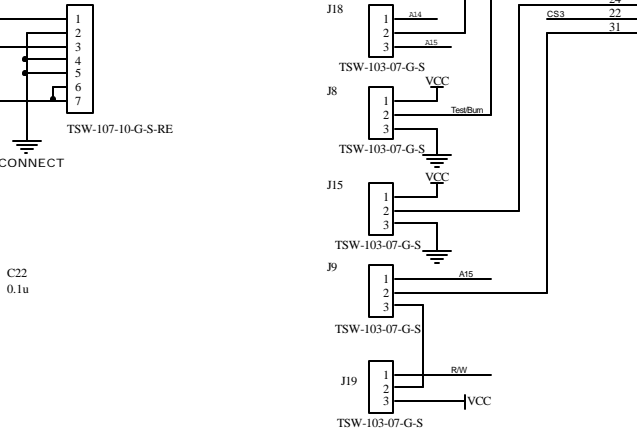 24
J18
1
A14
CS3
22
1
2
2
31
3
3
A15
4
5
TSW-103-07-G-S
6
VCC
7
J8
1
2
Test/Burn
TSW-107-10-G-S-RE
3
TSW-103-07-G-S
CONNECT
VCC
J15
1
2
3
TSW-103-07-G-S
J9
C22
1
A15
0.1u
2
3
TSW-103-07-G-S
1
R/W
J19
2
3
VCC
TSW-103-07-G-S